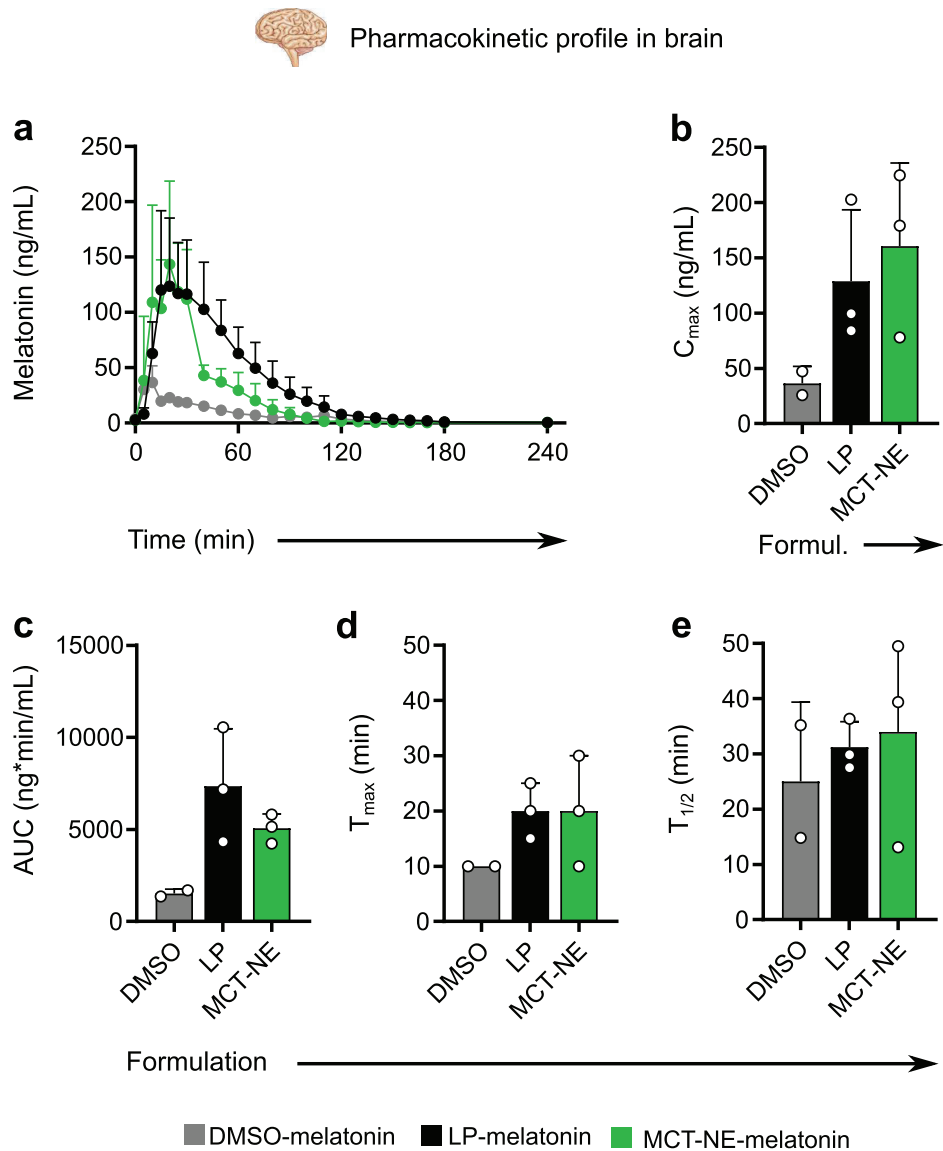 Pharmacokinetic profile in brain
a
250
200
150
100
50
0
Melatonin (ng/mL)
0 60 120 180 240
Time (min)
b
250
200
150
100
50
0
Cmax (ng/mL)
DMSO LP MCT-NE
Formul.
c
15000
10000
5000
0
AUC (ng*min/mL)
DMSO LP MCT-NE
d
50
40
30
20
10
0
Tmax (min)
DMSO LP MCT-NE
e
50
40
30
20
10
0
T1/2 (min)
DMSO LP MCT-NE
Formulation
DMSO-melatonin LP-melatonin MCT-NE-melatonin